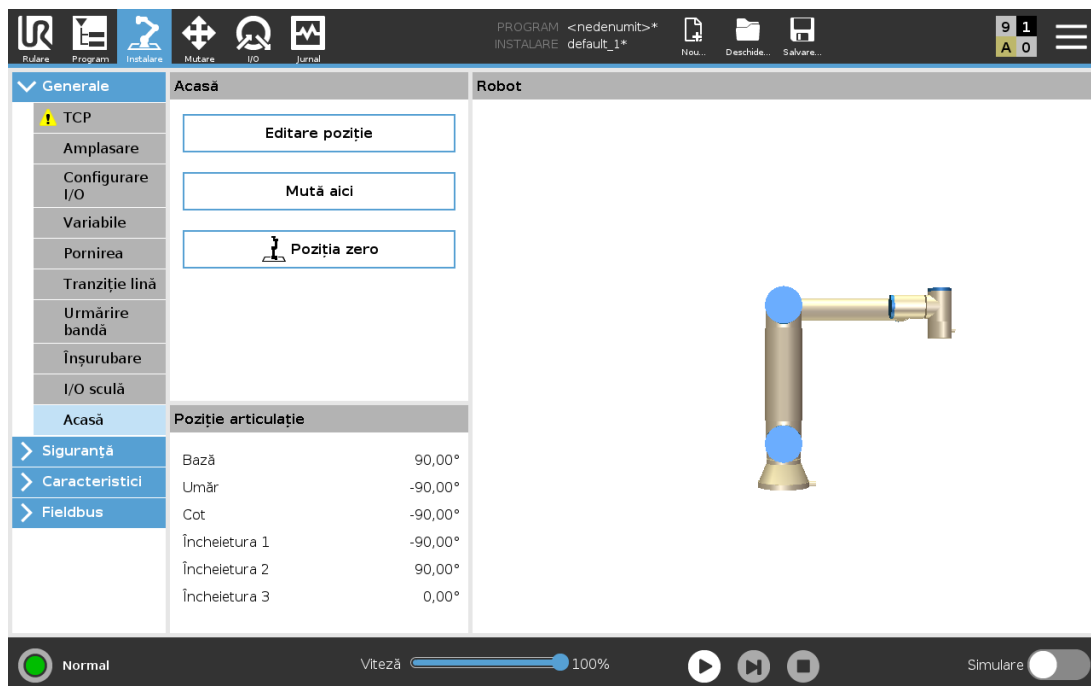 Rulare
Program
Instalare
Mutare
I/O
Jurnal
PROGRAM <nedenumit>*
INSTALARE default_1*
Nou...
Deschide...
Salvare...
9 1
A 0
Generale
TCP
Amplasare
Configurare
I/O
Variabile
Pornirea
Tranziție lină
Urmărire
bandă
Înșurubare
I/O sculă
Acasă
Siguranță
Caracteristici
Fieldbus
Acasă
Editare poziție
Mută aici
Poziția zero
Poziție articulație
Bază 90,00°
Umăr -90,00°
Cot -90,00°
Încheietura 1 -90,00°
Încheietura 2 90,00°
Încheietura 3 0,00°
Robot
Normal
Viteză 100%
Simulare